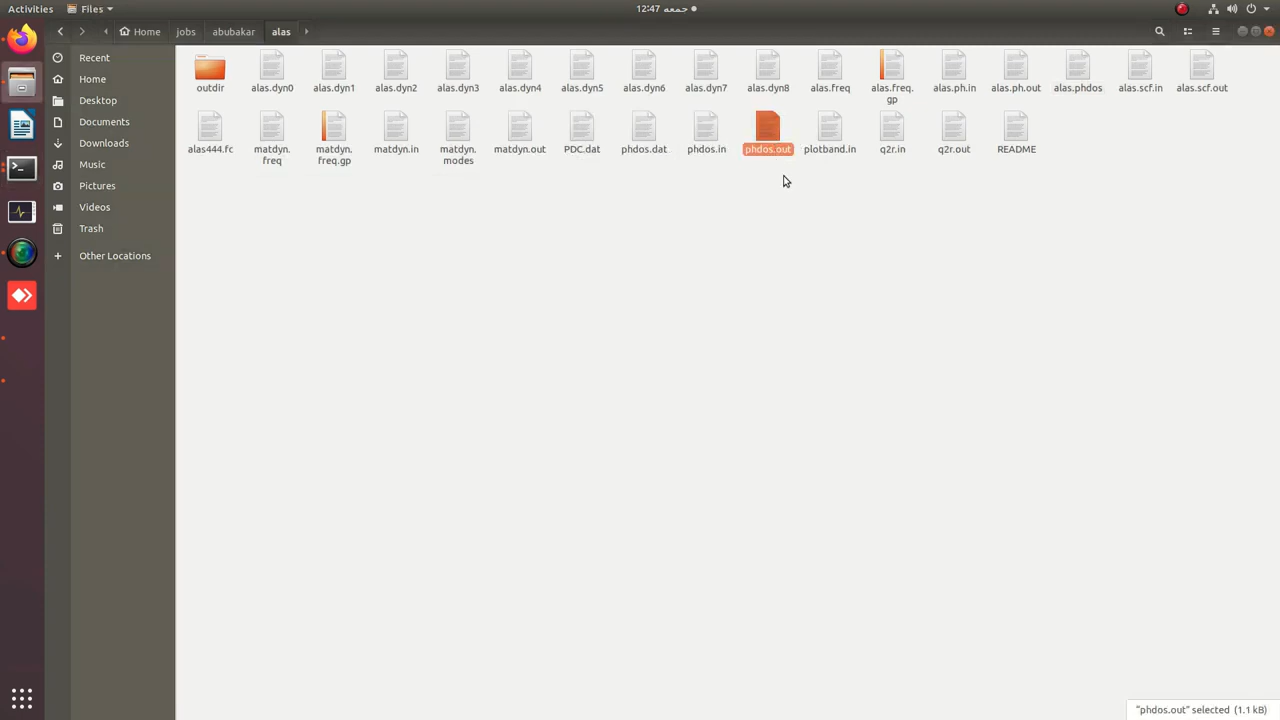 Activities Files جمعه 12:47
Home jobs abubakar alas
Recent
Home
Desktop
Documents
Downloads
Music
Pictures
Videos
Trash
+ Other Locations
outdir alas.dyn0 alas.dyn1 alas.dyn2 alas.dyn3 alas.dyn4 alas.dyn5 alas.dyn6 alas.dyn7 alas.dyn8 alas.freq alas.freq. alas.ph.in alas.ph.out alas.phdos alas.scf.in alas.scf.out
gp
alas444.fc matdyn. matdyn. matdyn.in matdyn. matdyn.out PDC.dat phdos.dat phdos.in phdos.out plotband.in q2r.in q2r.out README
freq freq.gp modes
"phdos.out" selected (1.1 kB)